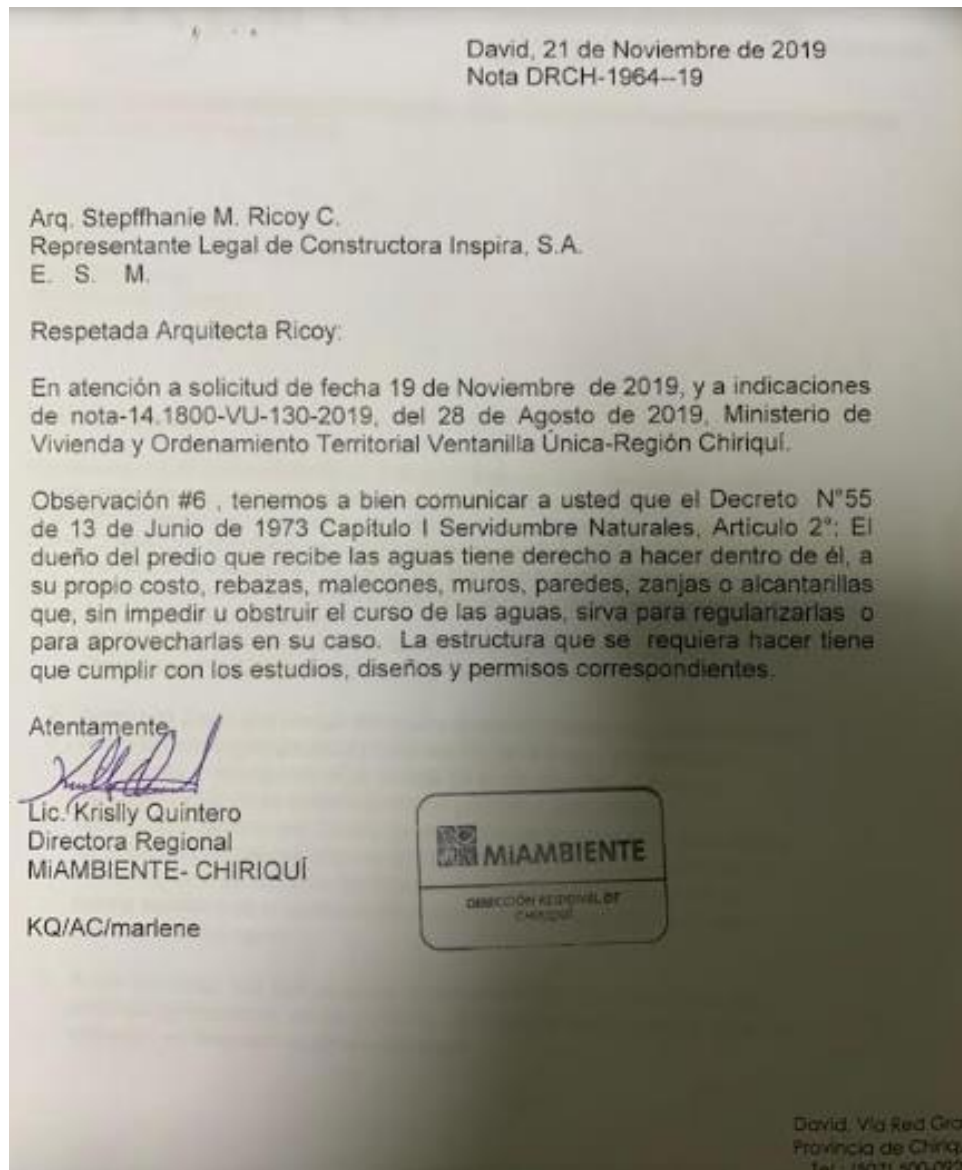 David, 21 de Noviembre de 2019
Nota DRCH-1964--19
Arq. Stepffhanie M. Ricoy C.
Representante Legal de Constructora Inspira, S.A.
E. S. M.
Respetada Arquitecta Ricoy:
En atención a solicitud de fecha 19 de Noviembre de 2019, y a indicaciones
de nota-14.1800-VU-130-2019, del 28 de Agosto de 2019, Ministerio de
Vivienda y Ordenamiento Territorial Ventanilla Única-Región Chiriquí.
Observación #6 , tenemos a bien comunicar a usted que el Decreto N°55
de 13 de Junio de 1973 Capítulo I Servidumbre Naturales, Artículo 2°; El
dueño del predio que recibe las aguas tiene derecho a hacer dentro de él, a
su propio costo, rebazas, malecones, muros, paredes, zanjas o alcantarillas
que, sin impedir u obstruir el curso de las aguas, sirva para regularizarlas o
para aprovecharlas en su caso. La estructura que se requiera hacer tiene
que cumplir con los estudios, diseños y permisos correspondientes.
Atentamente,
Lic. Krislly Quintero
Directora Regional
MiAMBIENTE- CHIRIQUÍ
MiAMBIENTE
DIRECCIÓN REGIONAL DE
CHIRIQUÍ
KQ/AC/marlene
David, Vía Red Gra
Provincia de Chiriq